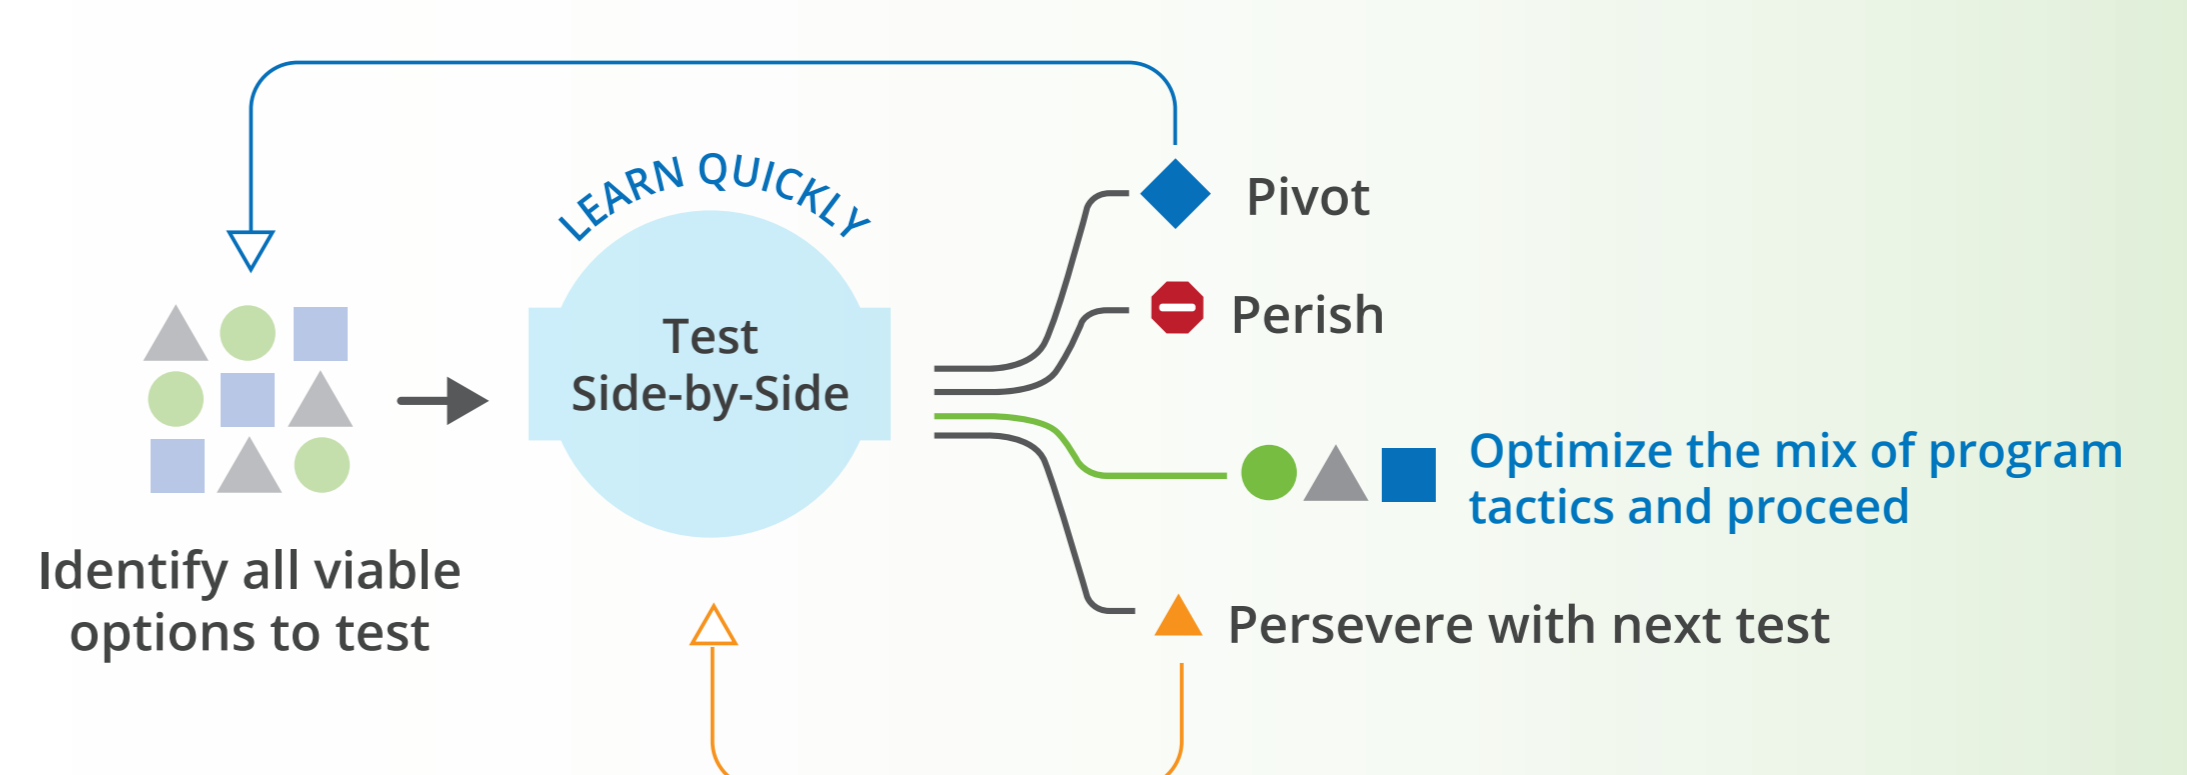 LEARN QUICKLY
Pivot
Perish
Test
Side-by-Side
Optimize the mix of program
tactics and proceed
Identify all viable
options to test
Persevere with next test